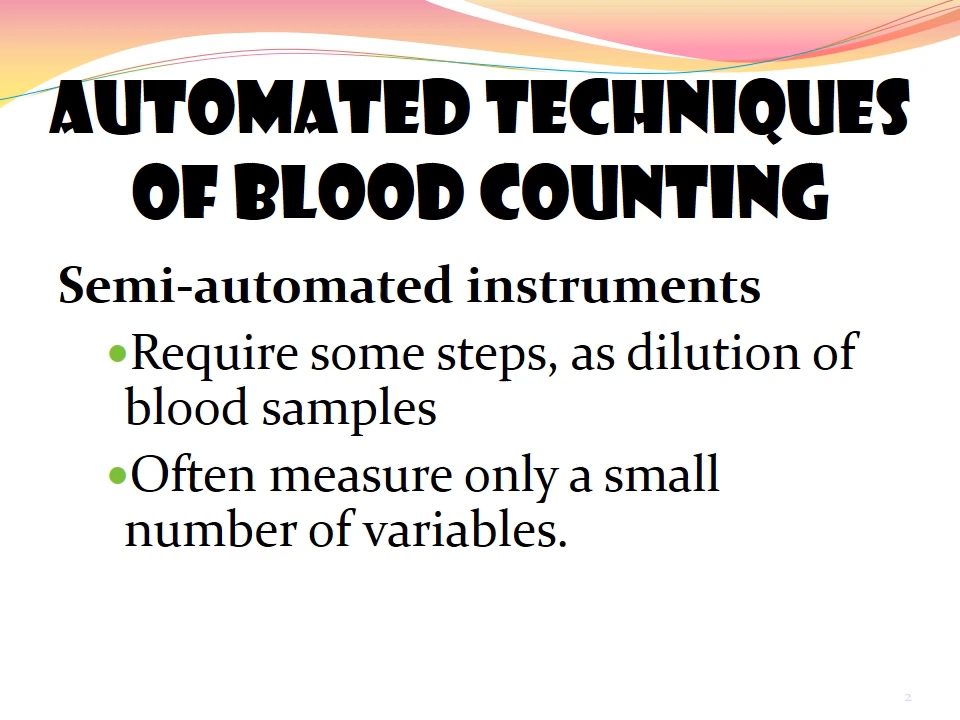 AUTOMATED TECHNIQUES
OF BLOOD COUNTING
Semi-automated instruments
•Require some steps, as dilution of
blood samples
•Often measure only a small
number of variables.
2